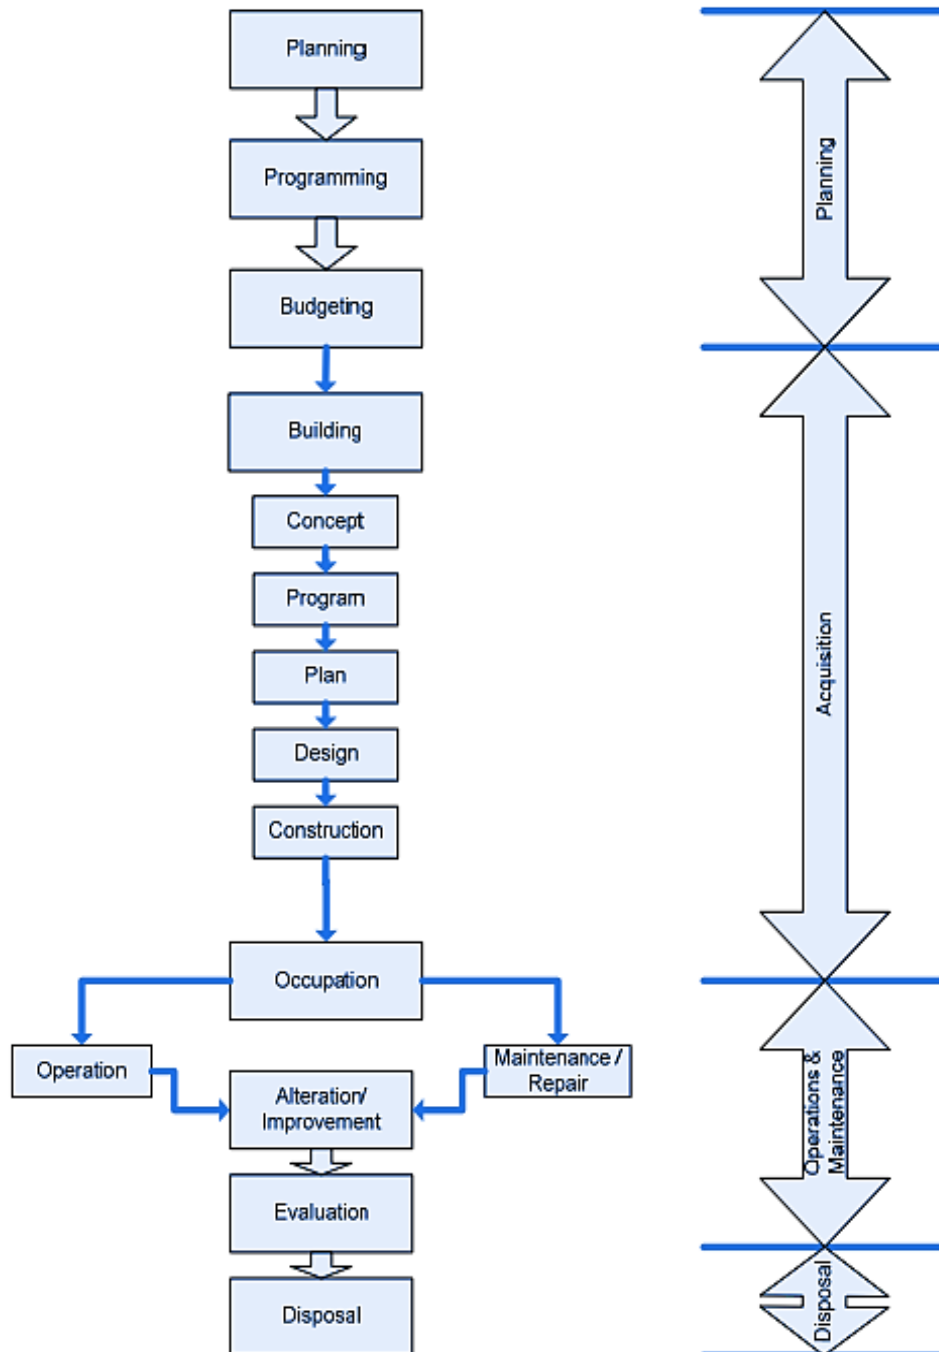 Planning
Programming
Budgeting
Building
Concept
Program
Plan
Design
Construction
Occupation
Operation
Maintenance /
Repair
Alteration/
Improvement
Evaluation
Disposal
Planning
Acquisition
Operations &
Maintenance
Disposal